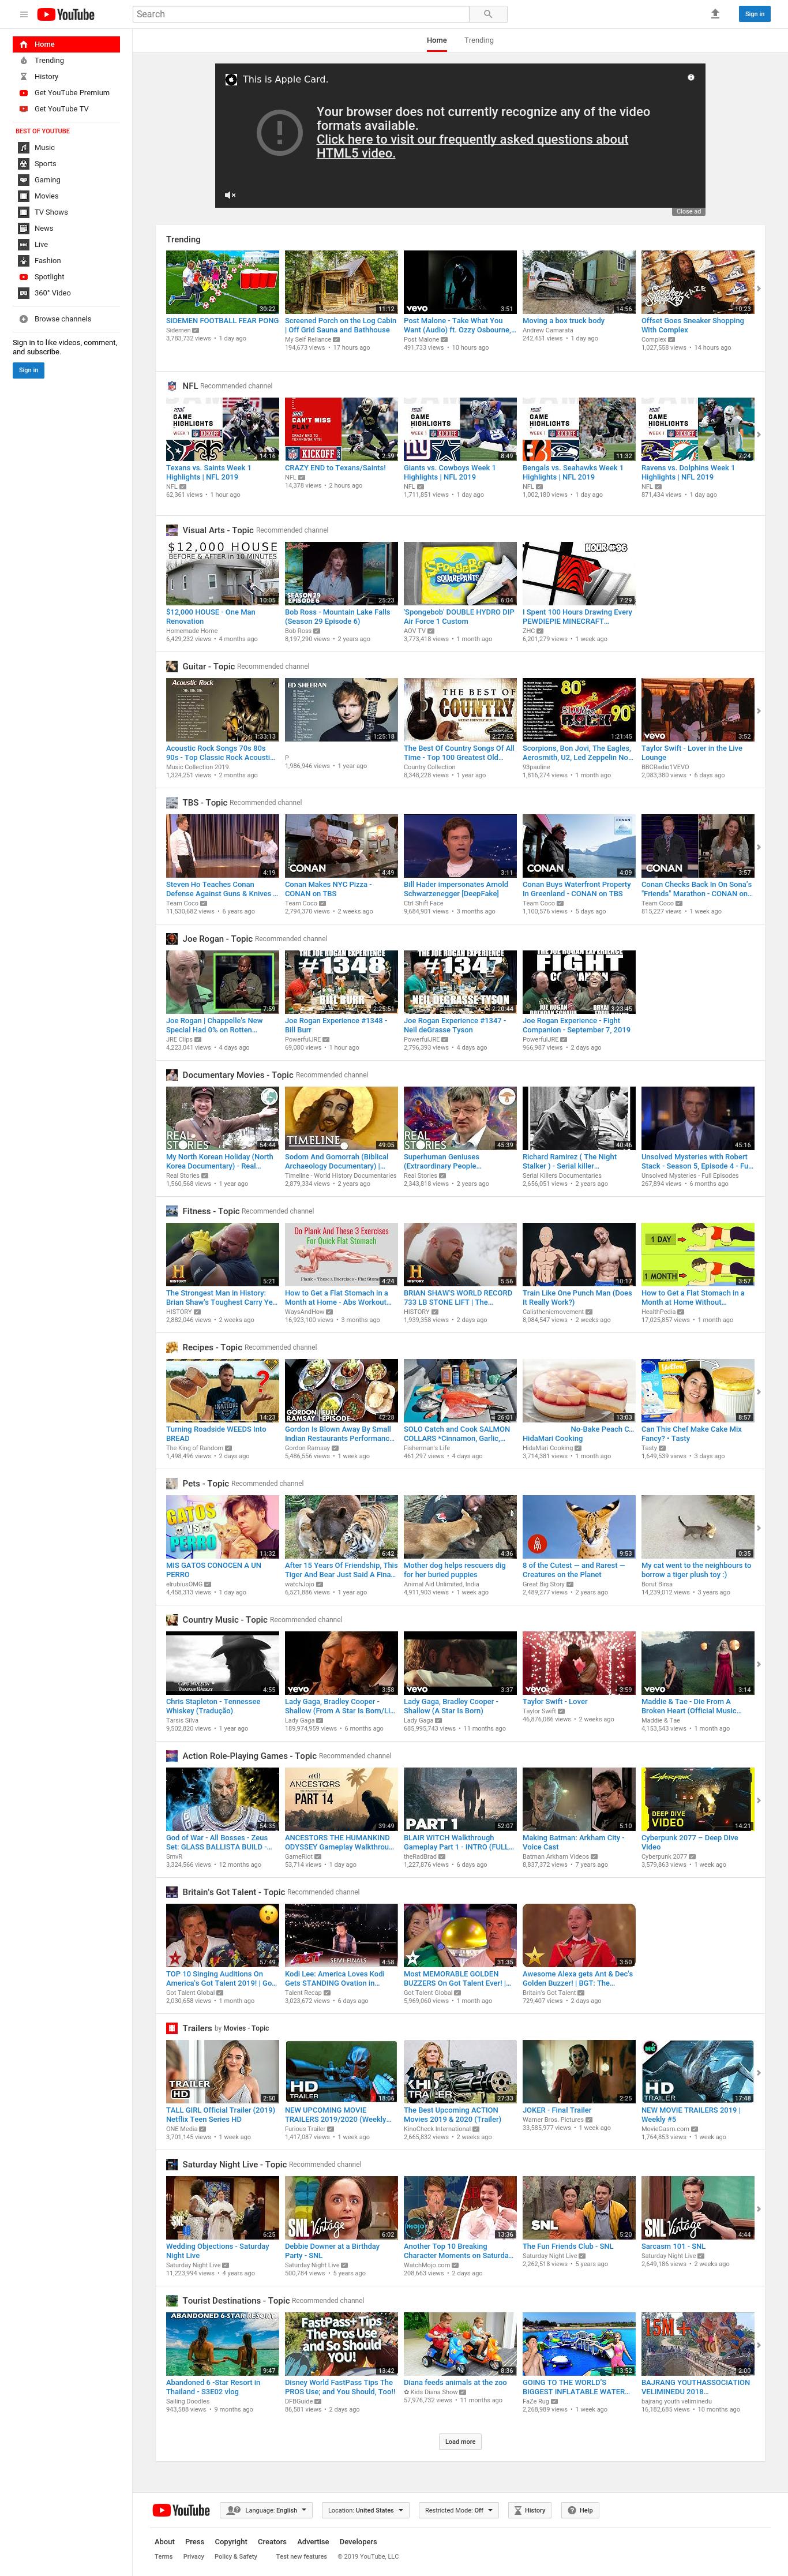 YouTube
Search
Sign in
Home
Trending
History
Get YouTube Premium
Get YouTube TV
BEST OF YOUTUBE
Music
Sports
Gaming
Movies
TV Shows
News
Live
Fashion
Spotlight
360° Video
Browse channels
Sign in to like videos, comment, and subscribe.
Sign in
Home Trending
This is Apple Card.
Your browser does not currently recognize any of the video formats available.
Click here to visit our frequently asked questions about HTML5 video.
Close ad
Trending
SIDEMEN FOOTBALL FEAR PONG
Sidemen
3,783,732 views • 1 day ago
Screened Porch on the Log Cabin | Off Grid Sauna and Bathhouse
My Self Reliance
194,673 views • 17 hours ago
Post Malone - Take What You Want (Audio) ft. Ozzy Osbourne,...
Post Malone
491,733 views • 10 hours ago
Moving a box truck body
Andrew Camarata
242,451 views • 1 day ago
Offset Goes Sneaker Shopping With Complex
Complex
1,027,558 views • 14 hours ago
NFL Recommended channel
Texans vs. Saints Week 1 Highlights | NFL 2019
NFL
62,361 views • 1 hour ago
CRAZY END to Texans/Saints!
NFL
14,378 views • 2 hours ago
Giants vs. Cowboys Week 1 Highlights | NFL 2019
NFL
1,711,851 views • 1 day ago
Bengals vs. Seahawks Week 1 Highlights | NFL 2019
NFL
1,002,180 views • 1 day ago
Ravens vs. Dolphins Week 1 Highlights | NFL 2019
NFL
871,434 views • 1 day ago
Visual Arts - Topic Recommended channel
$12,000 HOUSE - One Man Renovation
Homemade Home
6,429,232 views • 4 months ago
Bob Ross - Mountain Lake Falls (Season 29 Episode 6)
Bob Ross
8,197,290 views • 2 years ago
'Spongebob' DOUBLE HYDRO DIP Air Force 1 Custom
AOV TV
3,773,418 views • 1 month ago
I Spent 100 Hours Drawing Every PEWDIEPIE MINECRAFT...
ZHC
6,201,279 views • 1 week ago
Guitar - Topic Recommended channel
Acoustic Rock Songs 70s 80s 90s - Top Classic Rock Acousti...
Music Collection 2019.
1,324,251 views • 2 months ago
P
1,986,946 views • 1 year ago
The Best Of Country Songs Of All Time - Top 100 Greatest Old...
Country Collection
8,348,228 views • 1 year ago
Scorpions, Bon Jovi, The Eagles, Aerosmith, U2, Led Zeppelin No...
93pauline
1,816,274 views • 1 month ago
Taylor Swift - Lover in the Live Lounge
BBCRadio1VEVO
2,083,380 views • 6 days ago
TBS - Topic Recommended channel
Steven Ho Teaches Conan Defense Against Guns & Knives ...
Team Coco
11,530,682 views • 6 years ago
Conan Makes NYC Pizza - CONAN on TBS
Team Coco
2,794,370 views • 2 weeks ago
Bill Hader impersonates Arnold Schwarzenegger [DeepFake]
Ctrl Shift Face
9,684,901 views • 3 months ago
Conan Buys Waterfront Property In Greenland - CONAN on TBS
Team Coco
1,100,576 views • 5 days ago
Conan Checks Back In On Sona's "Friends" Marathon - CONAN on...
Team Coco
815,227 views • 1 week ago
Joe Rogan - Topic Recommended channel
Joe Rogan | Chappelle's New Special Had 0% on Rotten...
JRE Clips
4,223,041 views • 4 days ago
Joe Rogan Experience #1348 - Bill Burr
PowerfulJRE
69,080 views • 1 hour ago
Joe Rogan Experience #1347 - Neil deGrasse Tyson
PowerfulJRE
2,796,393 views • 4 days ago
Joe Rogan Experience - Fight Companion - September 7, 2019
PowerfulJRE
966,987 views • 2 days ago
Documentary Movies - Topic Recommended channel
My North Korean Holiday (North Korea Documentary) - Real...
Real Stories
1,560,568 views • 1 year ago
Sodom And Gomorrah (Biblical Archaeology Documentary) |...
Timeline - World History Documentaries
2,879,334 views • 2 years ago
Superhuman Geniuses (Extraordinary People...
Real Stories
2,343,818 views • 2 years ago
Richard Ramirez ( The Night Stalker ) - Serial killer...
Serial Killers Documentaries
2,656,051 views • 2 years ago
Unsolved Mysteries with Robert Stack - Season 5, Episode 4 - Fu...
Unsolved Mysteries - Full Episodes
267,894 views • 6 months ago
Fitness - Topic Recommended channel
The Strongest Man in History: Brian Shaw's Toughest Carry Ye...
HISTORY
2,882,046 views • 2 weeks ago
How to Get a Flat Stomach in a Month at Home - Abs Workout...
WaysAndHow
16,923,100 views • 3 months ago
BRIAN SHAW'S WORLD RECORD 733 LB STONE LIFT | The...
HISTORY
1,939,358 views • 2 days ago
Train Like One Punch Man (Does It Really Work?)
Calisthenicmovement
8,084,547 views • 2 weeks ago
How to Get a Flat Stomach in a Month at Home Without...
HealthPedia
17,025,857 views • 1 month ago
Recipes - Topic Recommended channel
Turning Roadside WEEDS into BREAD
The King of Random
1,498,496 views • 2 days ago
Gordon Is Blown Away By Small Indian Restaurants Performanc...
Gordon Ramsay
5,486,556 views • 1 week ago
SOLO Catch and Cook SALMON COLLARS *Cinnamon, Garlic,...
Fisherman's Life
461,297 views • 4 days ago
No-Bake Peach C... HidaMari Cooking
HidaMari Cooking
3,714,381 views • 1 month ago
Can This Chef Make Cake Mix Fancy? • Tasty
Tasty
1,649,539 views • 3 days ago
Pets - Topic Recommended channel
MIS GATOS CONOCEN A UN PERRO
elrubiusOMG
4,458,313 views • 1 day ago
After 15 Years Of Friendship, This Tiger And Bear Just Said A Fina...
watchJojo
6,521,886 views • 1 year ago
Mother dog helps rescuers dig for her buried puppies
Animal Aid Unlimited, India
4,911,903 views • 1 week ago
8 of the Cutest — and Rarest — Creatures on the Planet
Great Big Story
2,489,277 views • 2 years ago
My cat went to the neighbours to borrow a tiger plush toy :)
Borut Birsa
14,239,012 views • 3 years ago
Country Music - Topic Recommended channel
Chris Stapleton - Tennessee Whiskey (Tradução)
Tarsis Silva
9,502,820 views • 1 year ago
Lady Gaga, Bradley Cooper - Shallow (From A Star Is Born/Li...
Lady Gaga
189,974,959 views • 6 months ago
Lady Gaga, Bradley Cooper - Shallow (A Star Is Born)
Lady Gaga
685,995,743 views • 11 months ago
Taylor Swift - Lover
Taylor Swift
46,876,086 views • 2 weeks ago
Maddie & Tae - Die From A Broken Heart (Official Music...
Maddie & Tae
4,153,543 views • 1 month ago
Action Role-Playing Games - Topic Recommended channel
God of War - All Bosses - Zeus Set: GLASS BALLISTA BUILD -...
SmvR
3,324,566 views • 12 months ago
ANCESTORS THE HUMANKIND ODYSSEY Gameplay Walkthrou...
GameRiot
53,714 views • 1 day ago
BLAIR WITCH Walkthrough Gameplay Part 1 - INTRO (FULL...
theRadBrad
1,227,876 views • 6 days ago
Making Batman: Arkham City - Voice Cast
Batman Arkham Videos
8,837,372 views • 7 years ago
Cyberpunk 2077 – Deep Dive Video
Cyberpunk 2077
3,579,863 views • 1 week ago
Britain's Got Talent - Topic Recommended channel
TOP 10 Singing Auditions On America's Got Talent 2019! | Go...
Got Talent Global
2,030,658 views • 1 month ago
Kodi Lee: America Loves Kodi Gets STANDING Ovation in...
Talent Recap
3,023,672 views • 6 days ago
Most MEMORABLE GOLDEN BUZZERS On Got Talent Ever! |...
Got Talent Global
5,969,060 views • 1 month ago
Awesome Alexa gets Ant & Dec's Golden Buzzer! | BGT: The...
Britain's Got Talent
729,407 views • 2 days ago
Trailers by Movies - Topic
TALL GIRL Official Trailer (2019) Netflix Teen Series HD
ONE Media
3,701,145 views • 1 week ago
NEW UPCOMING MOVIE TRAILERS 2019/2020 (Weekly...
Furious Trailer
1,417,087 views • 1 week ago
The Best Upcoming ACTION Movies 2019 & 2020 (Trailer)
KinoCheck International
2,665,832 views • 2 weeks ago
JOKER - Final Trailer
Warner Bros. Pictures
33,585,977 views • 1 week ago
NEW MOVIE TRAILERS 2019 | Weekly #5
MovieGasm.com
1,764,853 views • 1 week ago
Saturday Night Live - Topic Recommended channel
Wedding Objections - Saturday Night Live
Saturday Night Live
11,223,994 views • 4 years ago
Debbie Downer at a Birthday Party - SNL
Saturday Night Live
500,784 views • 5 years ago
Another Top 10 Breaking Character Moments on Saturda...
WatchMojo.com
208,663 views • 2 days ago
The Fun Friends Club - SNL
Saturday Night Live
2,262,518 views • 5 years ago
Sarcasm 101 - SNL
Saturday Night Live
2,649,186 views • 2 weeks ago
Tourist Destinations - Topic Recommended channel
Abandoned 6 -Star Resort in Thailand - S3E02 vlog
Sailing Doodles
943,588 views • 9 months ago
Disney World FastPass Tips The PROS Use; and You Should, Too!!
DFBGuide
86,581 views • 2 days ago
Diana feeds animals at the zoo
✿ Kids Diana Show
57,976,732 views • 11 months ago
GOING TO THE WORLD'S BIGGEST INFLATABLE WATER...
FaZe Rug
2,268,989 views • 1 week ago
BAJRANG YOUTHASSOCIATION VELIMINEDU 2018...
bajrang youth veliminedu
16,182,685 views • 10 months ago
Load more
YouTube
Language: English
Location: United States
Restricted Mode: Off
History
Help
About Press Copyright Creators Advertise Developers
Terms Privacy Policy & Safety Test new features © 2019 YouTube, LLC